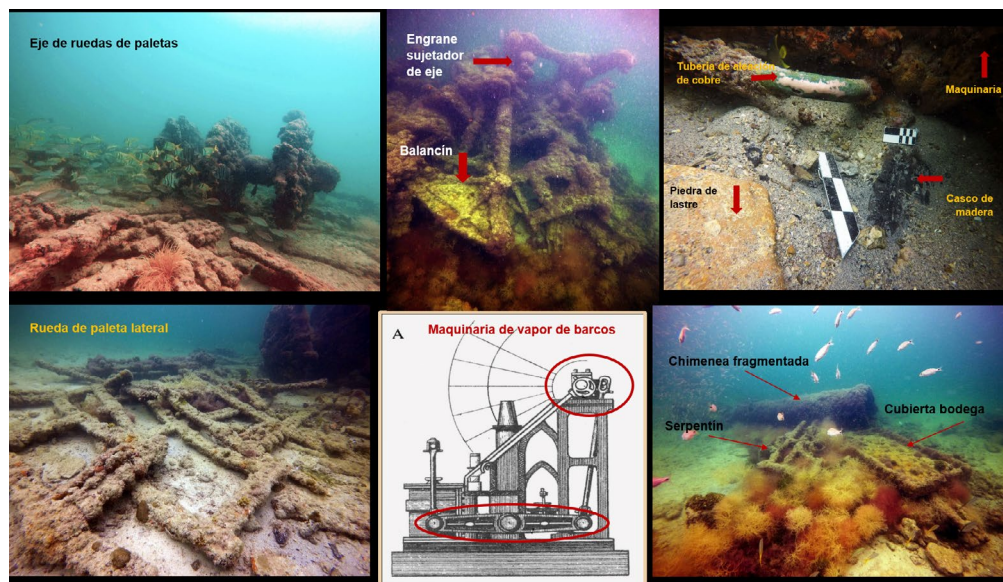 Eje de ruedas de paletas
Engrane
sujetador
de eje
Balancín
Tubería de aleación
de cobre
Maquinaria
Piedra de
lastre
Casco de
madera
Rueda de paleta lateral
A
Maquinaria de vapor de barcos
Chimenea fragmentada
Cubierta bodega
Serpentín